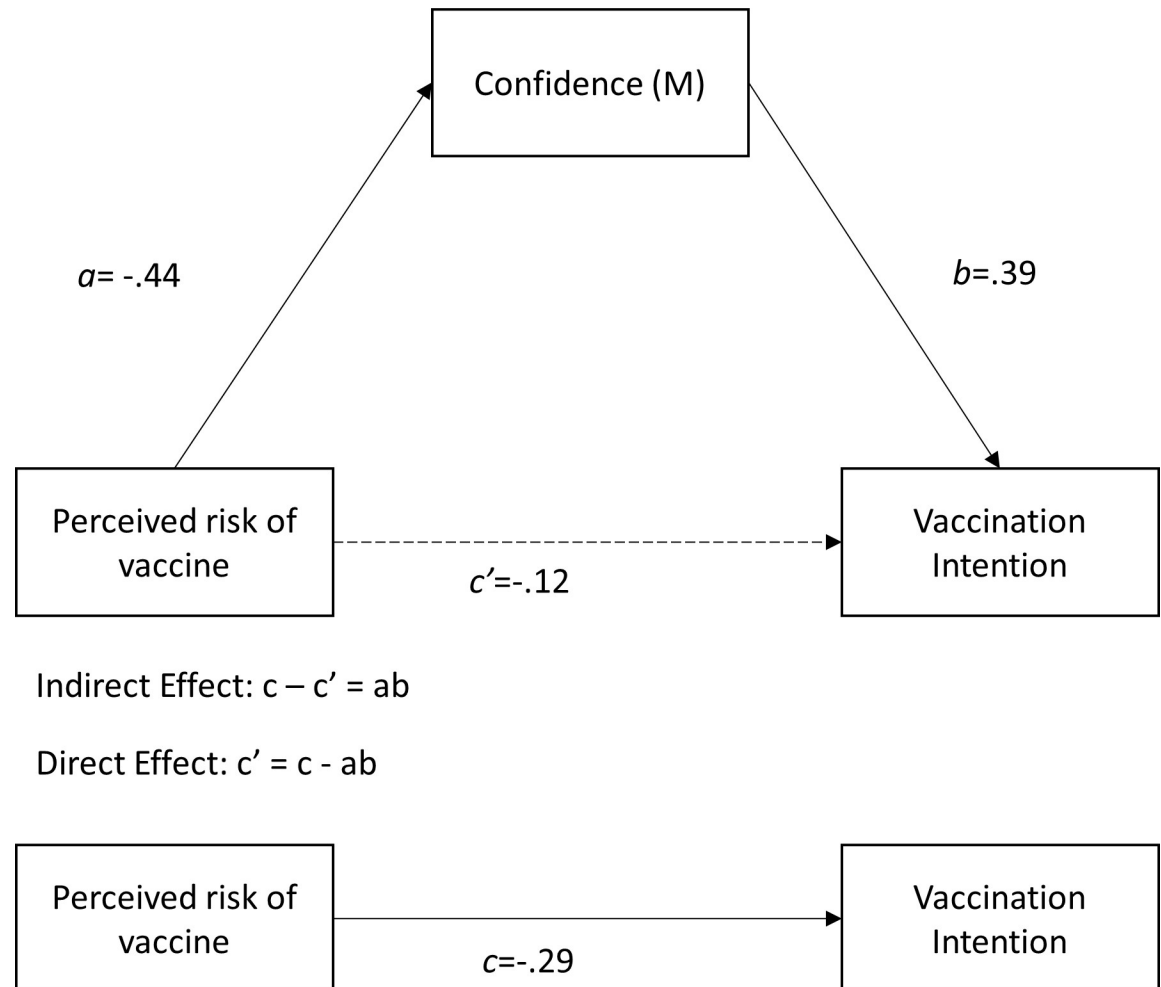 Confidence (M)
a= -.44
b=.39
Perceived risk of
vaccine
Vaccination
Intention
c’=-.12
Indirect Effect: c – c’ = ab
Direct Effect: c’ = c - ab
Perceived risk of
vaccine
Vaccination
Intention
c=-.29